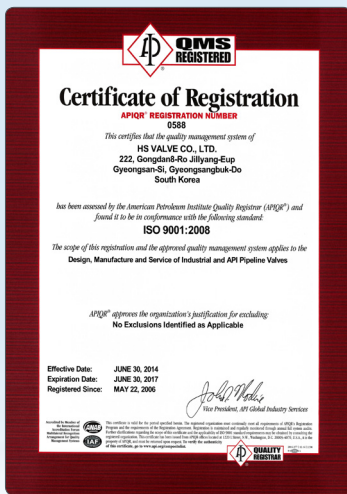 QMS
REGISTERED
Certificate of Registration
APIQR® REGISTRATION NUMBER
0588
This certifies that the quality management system of
HS VALVE CO., LTD.
222, Gongdan8-Ro Jillyang-Eup
Gyeongsan-Si, Gyeongsangbuk-Do
South Korea
has been assessed by the American Petroleum Institute Quality Registrar (APIQR®) and
found it to be in conformance with the following standard:
ISO 9001:2008
The scope of this registration and the approved quality management system applies to the
Design, Manufacture and Service of Industrial and API Pipeline Valves
APIQR® approves the organization's justification for excluding:
No Exclusions Identified as Applicable
Effective Date: JUNE 30, 2014
Expiration Date: JUNE 30, 2017
Registered Since: MAY 22, 2006
Vice President, API Global Industry Services
ANAB
IAF
QUALITY
REGISTRAR